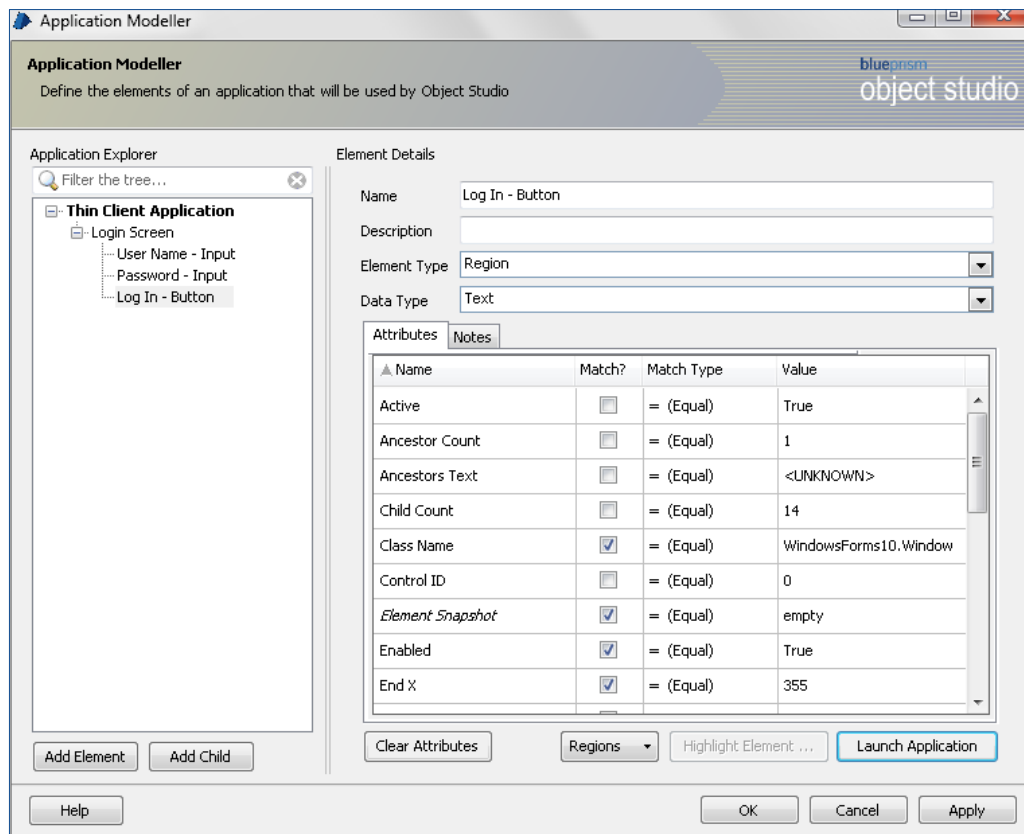 Application Modeller
Application Modeller
Define the elements of an application that will be used by Object Studio
blueprism
object studio
Application Explorer
Filter the tree...
Thin Client Application
Login Screen
User Name - Input
Password - Input
Log In - Button
Element Details
Name Log In - Button
Description
Element Type Region
Data Type Text
Attributes Notes
Name Match? Match Type Value
Active = (Equal) True
Ancestor Count = (Equal) 1
Ancestors Text = (Equal) <UNKNOWN>
Child Count = (Equal) 14
Class Name = (Equal) WindowsForms10.Window
Control ID = (Equal) 0
Element Snapshot = (Equal) empty
Enabled = (Equal) True
End X = (Equal) 355
Clear Attributes Regions Highlight Element ... Launch Application
Add Element Add Child
Help OK Cancel Apply